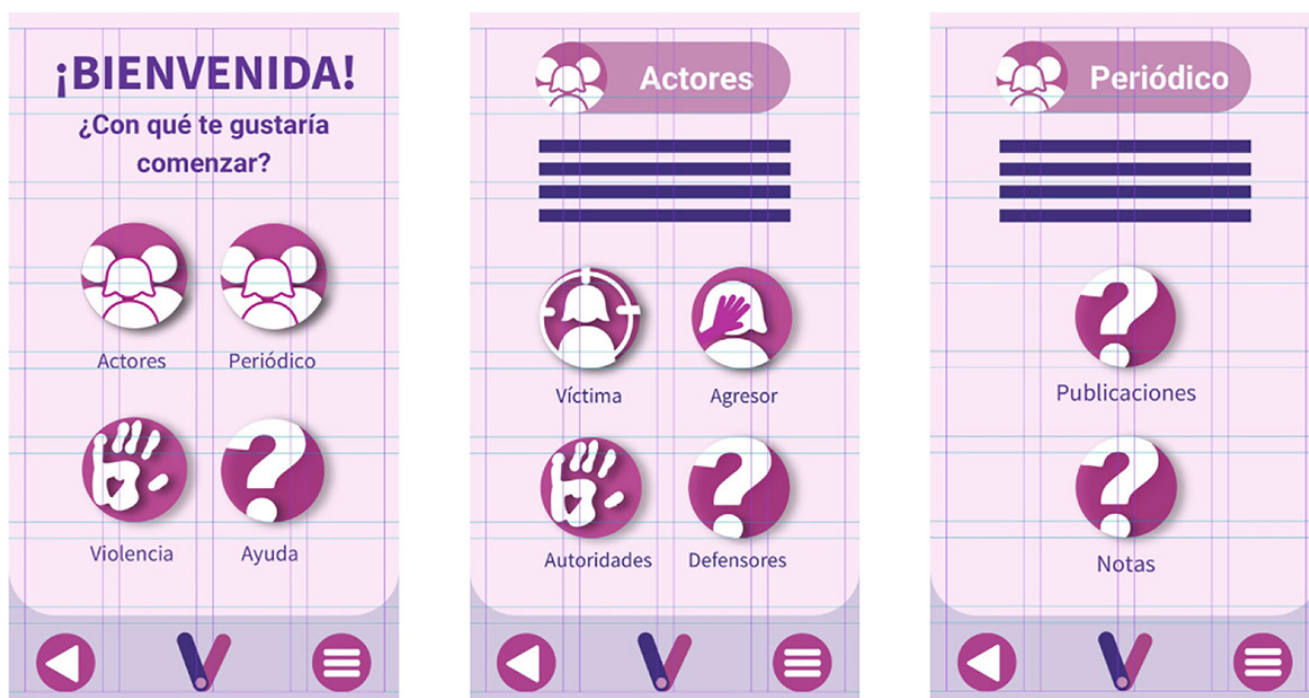 ¡BIENVENIDA!
¿Con qué te gustaría
comenzar?
Actores Periódico
Violencia Ayuda
Actores
Víctima Agresor
Autoridades Defensores
Periódico
Publicaciones
Notas